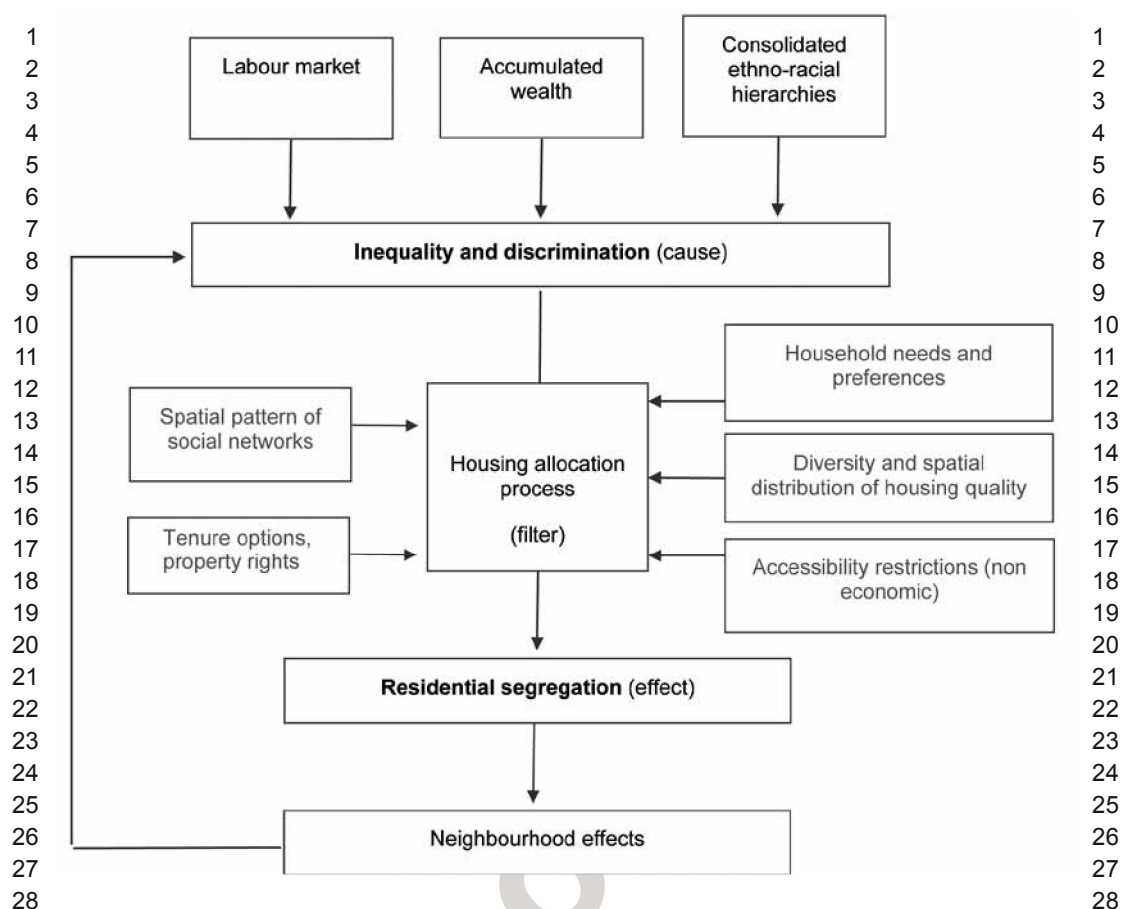 1
2
3
4
5
6
7
8
9
10
11
12
13
14
15
16
17
18
19
20
21
22
23
24
25
26
27
28
Labour market
Accumulated
wealth
Consolidated
ethno-racial
hierarchies
Inequality and discrimination (cause)
Spatial pattern of
social networks
Tenure options,
property rights
Housing allocation
process
(filter)
Household needs and
preferences
Diversity and spatial
distribution of housing quality
Accessibility restrictions (non
economic)
Residential segregation (effect)
Neighbourhood effects
1
2
3
4
5
6
7
8
9
10
11
12
13
14
15
16
17
18
19
20
21
22
23
24
25
26
27
28